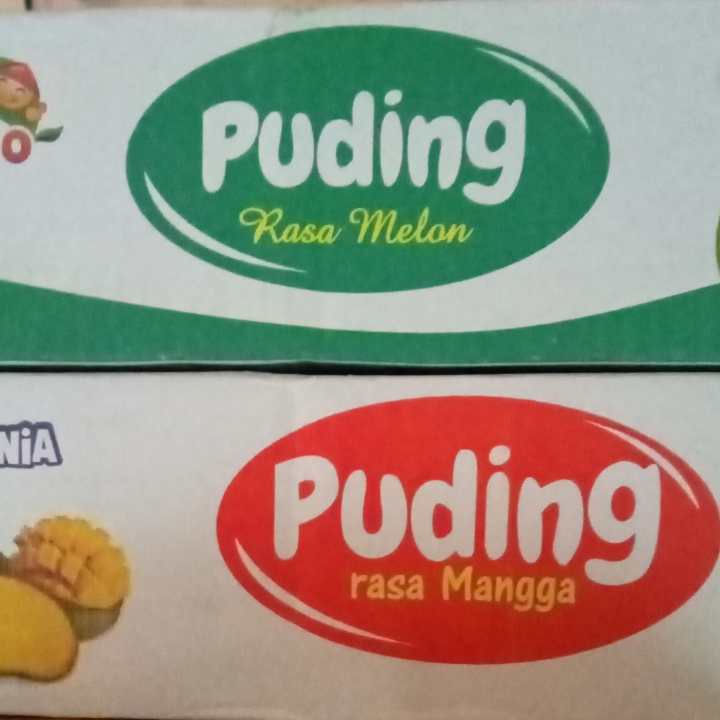 O
Puding
Rasa Melon
NiA
Puding
rasa Mangga